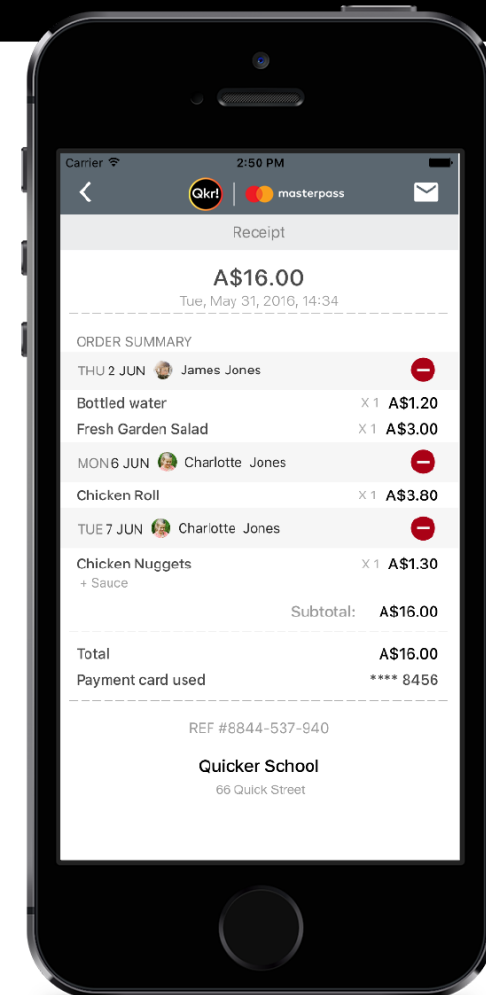 Carrier 2:50 PM
Qkr! masterpass
Receipt
A$16.00
Tue, May 31, 2016, 14:34
ORDER SUMMARY
THU 2 JUN James Jones
Bottled water X 1 A$1.20
Fresh Garden Salad X 1 A$3.00
MON 6 JUN Charlotte Jones
Chicken Roll X 1 A$3.80
TUE 7 JUN Charlotte Jones
Chicken Nuggets X 1 A$1.30
+ Sauce
Subtotal: A$16.00
Total A$16.00
Payment card used **** 8456
REF #8844-537-940
Quicker School
66 Quick Street